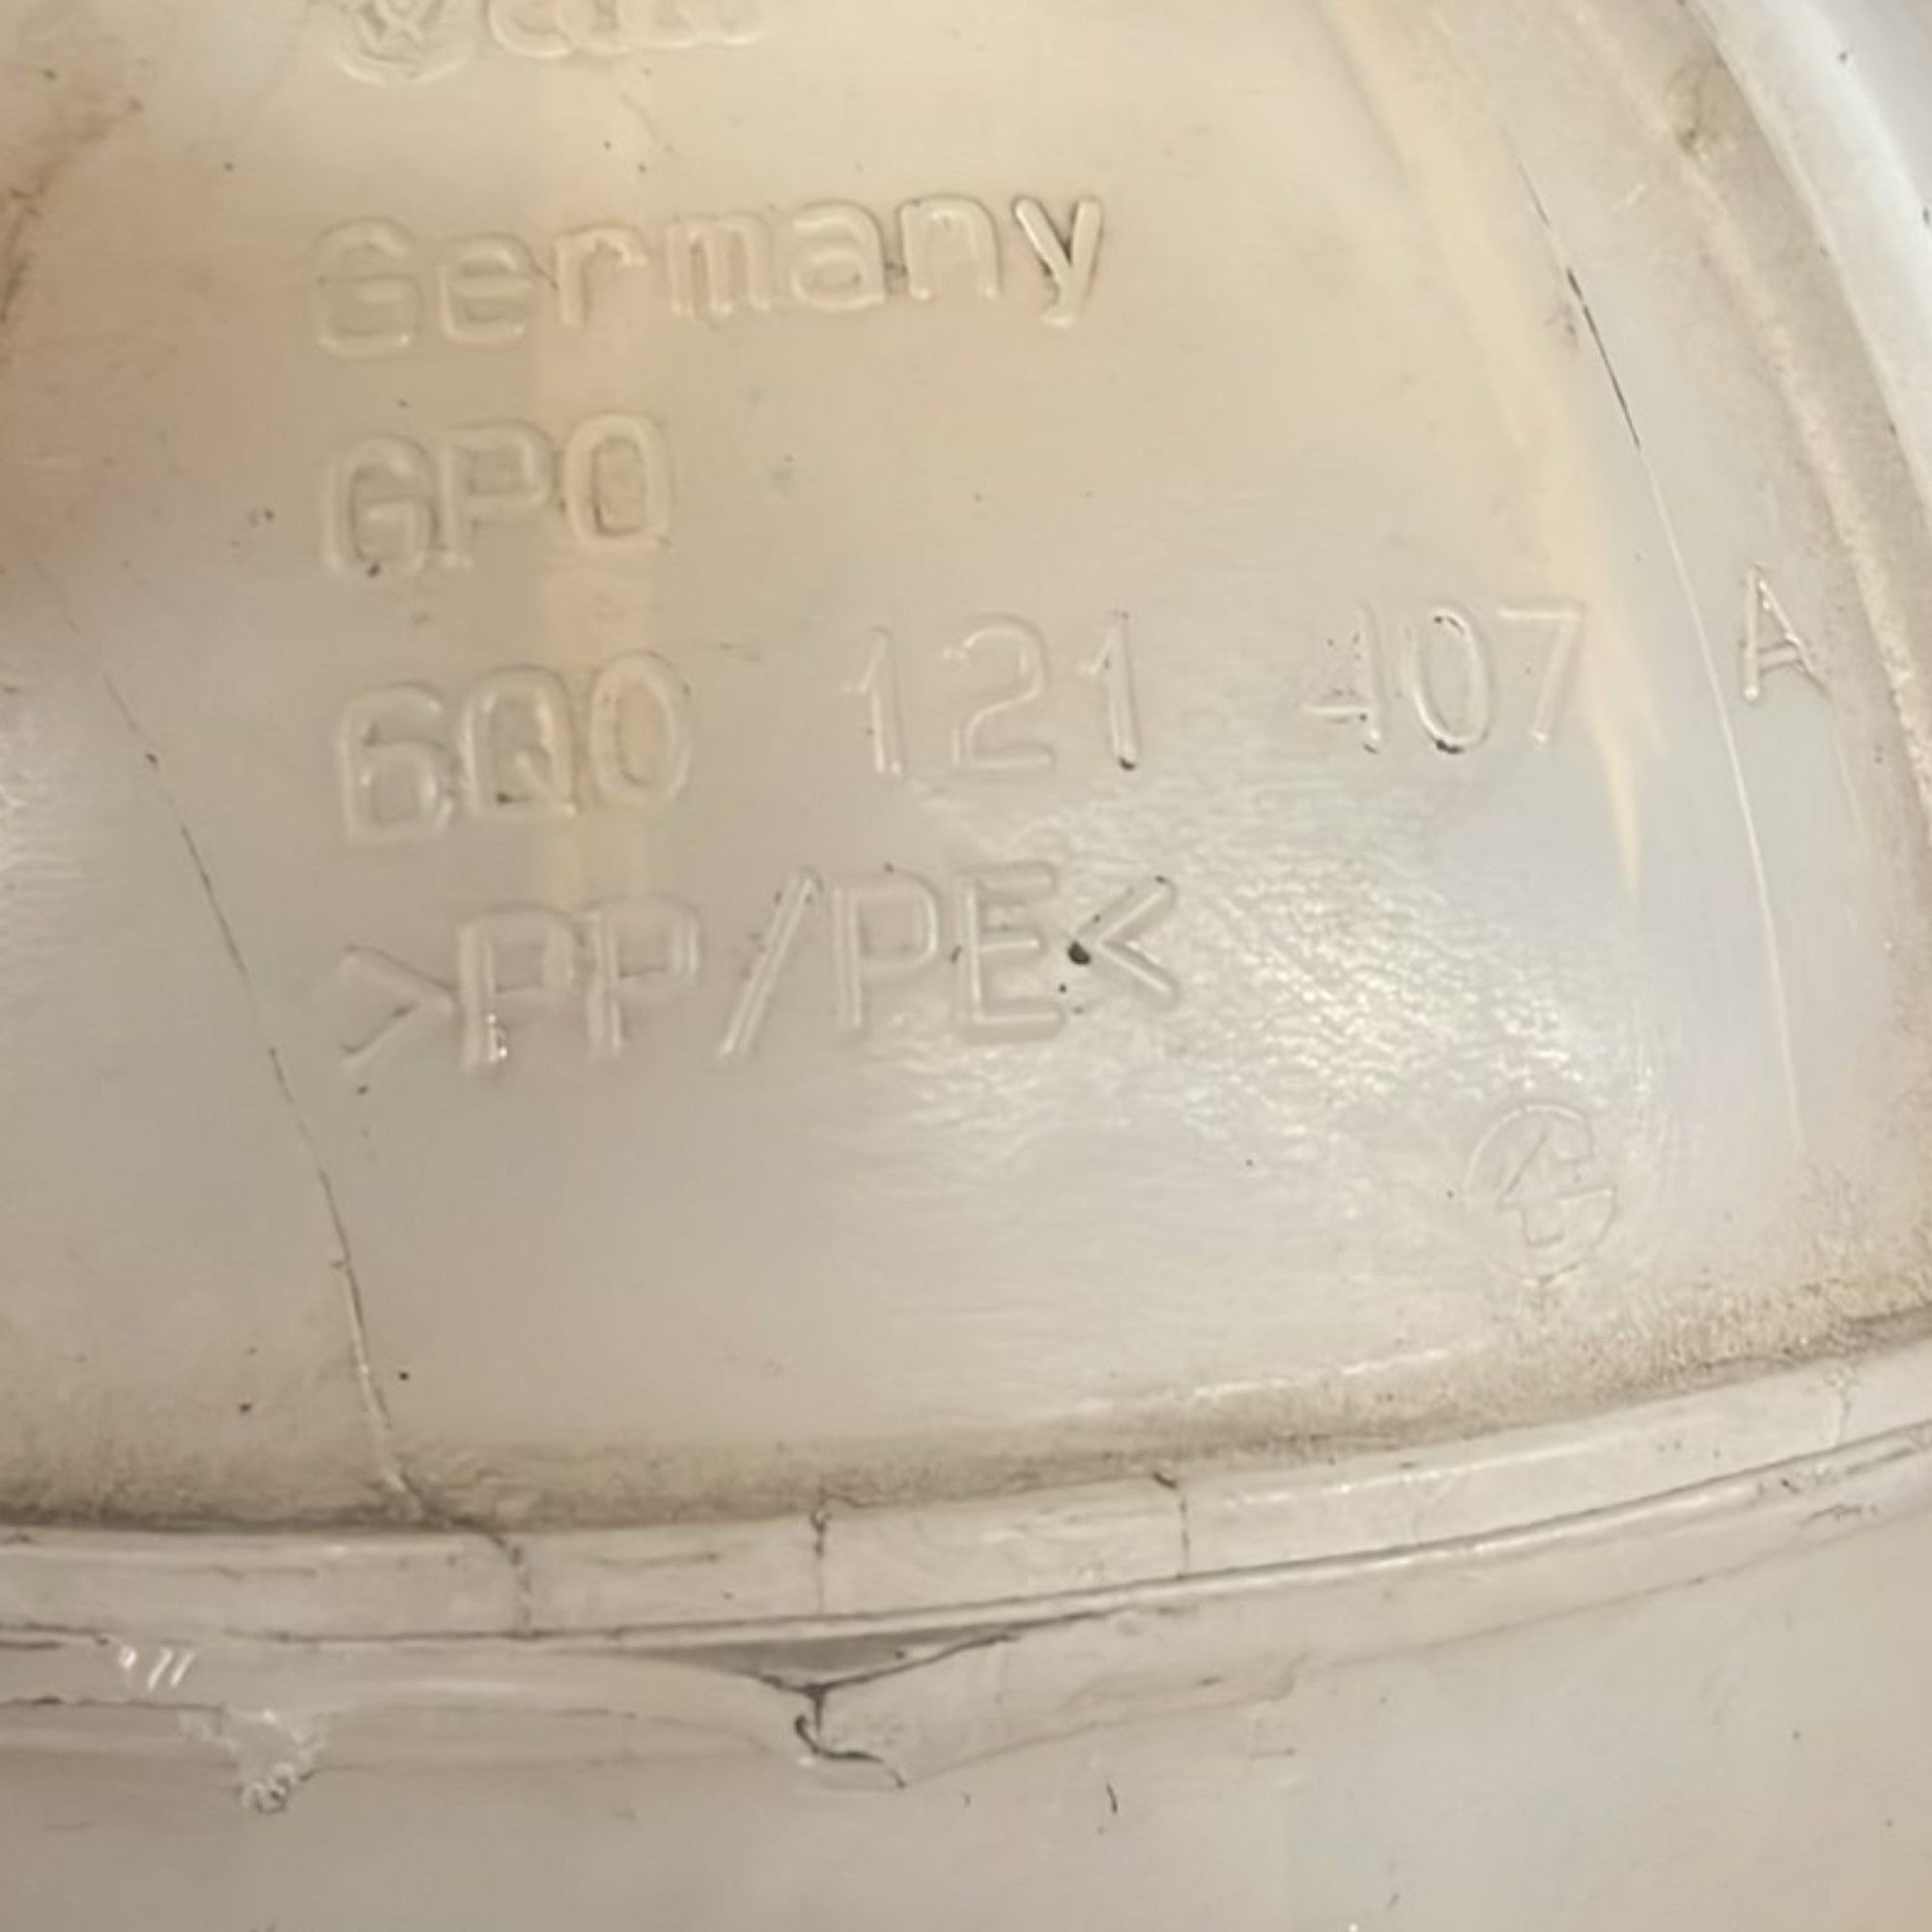 Germany
GPO
6Q0 121 407 A
>PP/PE<